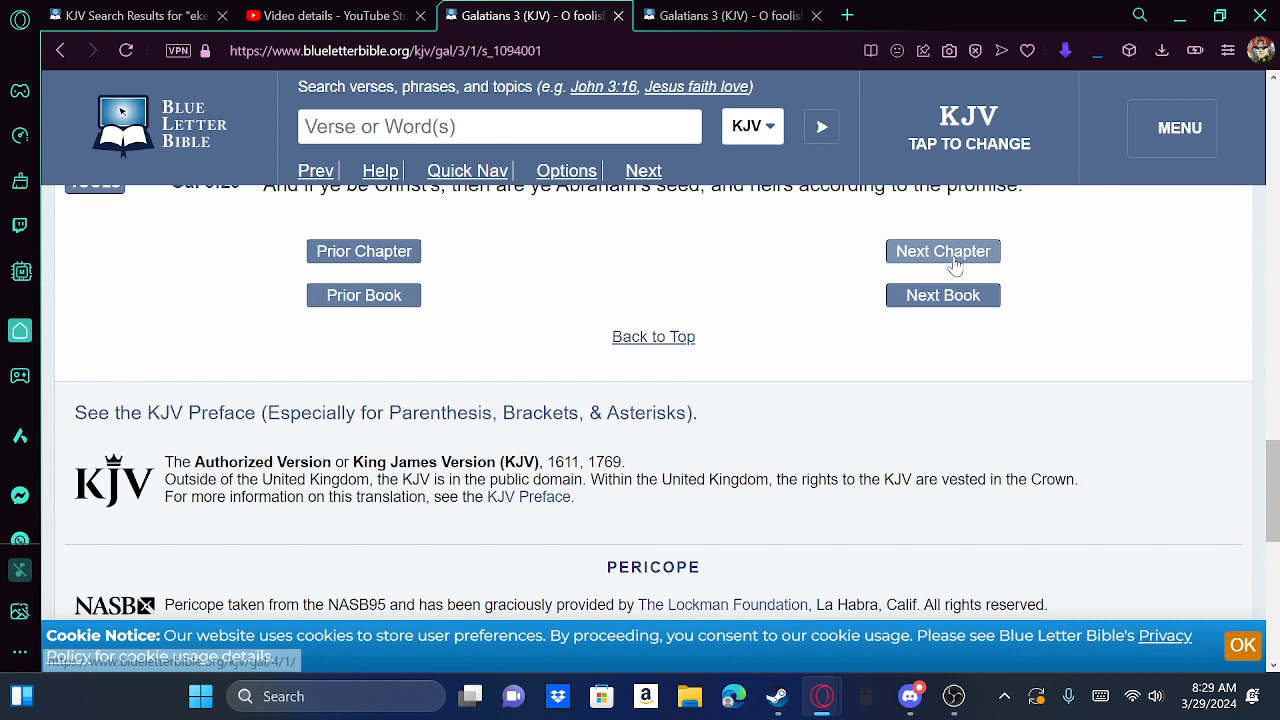 KJV Search Results for "eke
Video details - YouTube Stu
Galatians 3 (KJV) - O foolish
Galatians 3 (KJV) - O foolish
VPN
https://www.blueletterbible.org/kjv/gal/3/1/s_1094001
BLUE
LETTER
BIBLE
Search verses, phrases, and topics (e.g. John 3:16, Jesus faith love)
Verse or Word(s)
KJV
KJV
TAP TO CHANGE
MENU
Prev
Help
Quick Nav
Options
Next
TOOLS Gal 3:29 And if ye be Christ's, then are ye Abraham's seed, and heirs according to the promise.
Prior Chapter
Next Chapter
Prior Book
Next Book
Back to Top
See the KJV Preface (Especially for Parenthesis, Brackets, & Asterisks).
KJV
The Authorized Version or King James Version (KJV), 1611, 1769.
Outside of the United Kingdom, the KJV is in the public domain. Within the United Kingdom, the rights to the KJV are vested in the Crown.
For more information on this translation, see the KJV Preface.
PERICOPE
NASB Pericope taken from the NASB95 and has been graciously provided by The Lockman Foundation, La Habra, Calif. All rights reserved.
Cookie Notice: Our website uses cookies to store user preferences. By proceeding, you consent to our cookie usage. Please see Blue Letter Bible's Privacy
Policy for cookie usage details.
OK
https://www.blueletterbible.org/kjv/gal/4/1/
Search
8:29 AM
3/29/2024